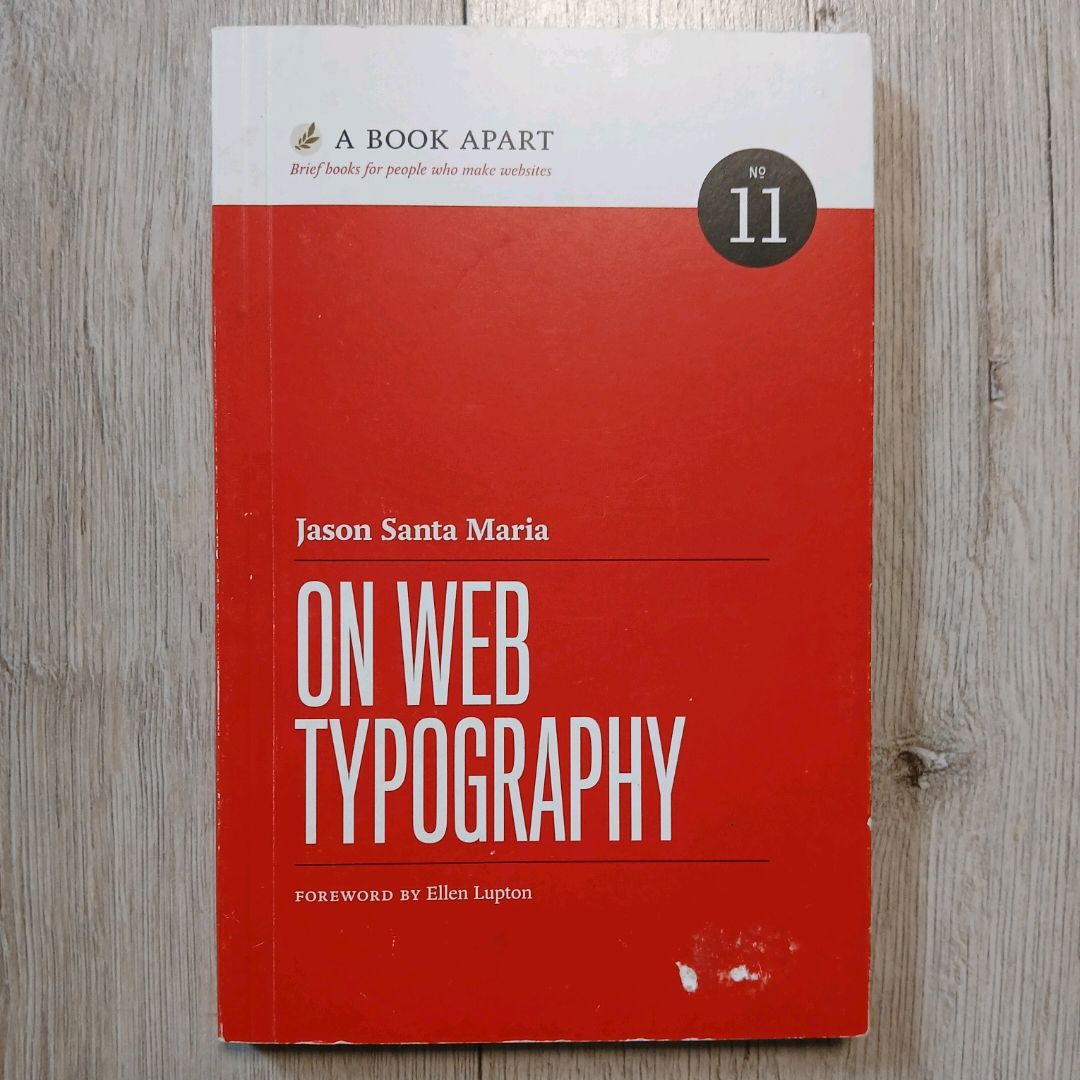 A BOOK APART
Brief books for people who make websites
Nº
11
Jason Santa Maria
ON WEB
TYPOGRAPHY
FOREWORD BY Ellen Lupton